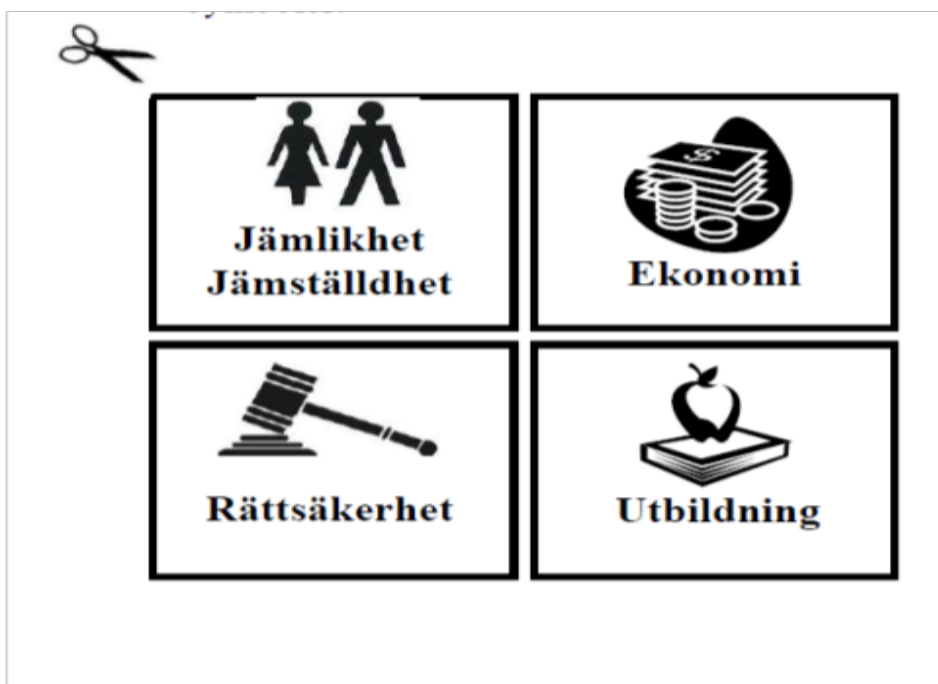 Jämlikhet
Jämställdhet
Ekonomi
Rättsäkerhet
Utbildning